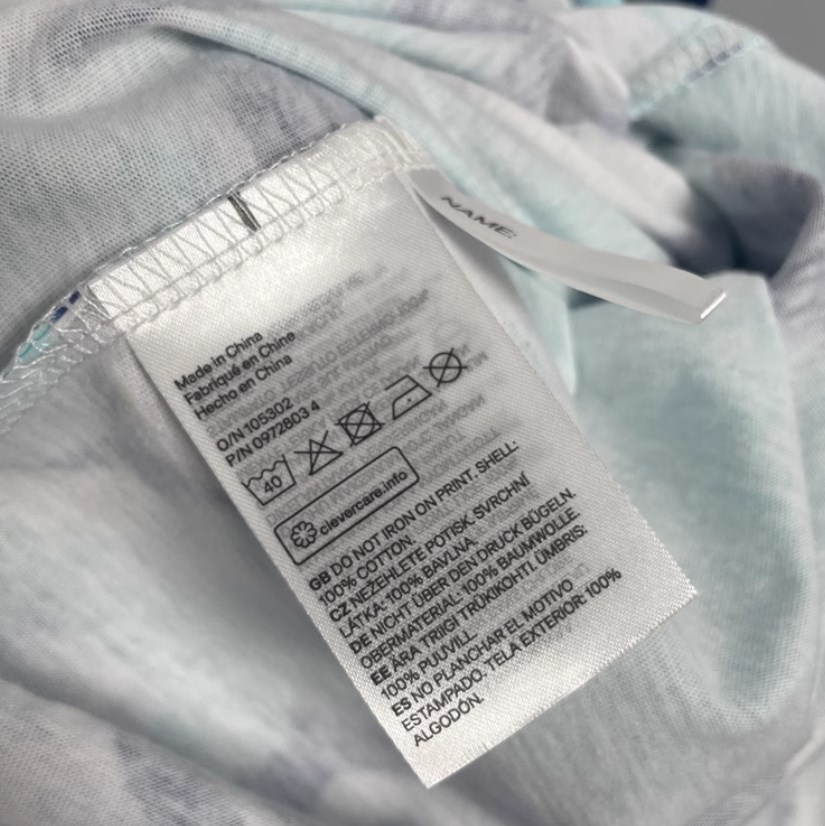 NAME:
Made in China
Fabriqué en Chine
Hecho en China
O/N 105302
P/N 0972803 4
40
clevercare.info
GB DO NOT IRON ON PRINT. SHELL:
100% COTTON.
CZ NEŽEHLETE POTISK. SVRCHNÍ
LÁTKA: 100% BAVLNA.
DE NICHT ÜBER DEN DRUCK BÜGELN.
OBERMATERIAL: 100% BAUMWOLLE.
EE ÄRA TRIIGI TRÜKIKOHTI. ÜMBRIS:
100% PUUVILL.
ES NO PLANCHAR EL MOTIVO
ESTAMPADO. TELA EXTERIOR: 100%
ALGODÓN.